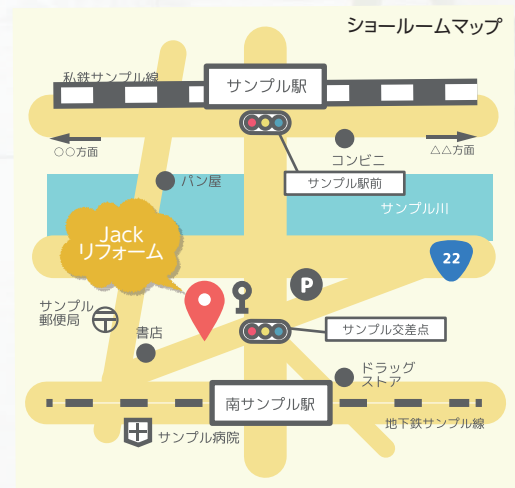 ショールームマップ
私鉄サンプル線
サンプル駅
○○方面
コンビニ
△△方面
パン屋
サンプル駅前
サンプル川
Jack
リフォーム
22
P
サンプル
郵便局
書店
サンプル交差点
ドラッグ
ストア
南サンプル駅
地下鉄サンプル線
サンプル病院